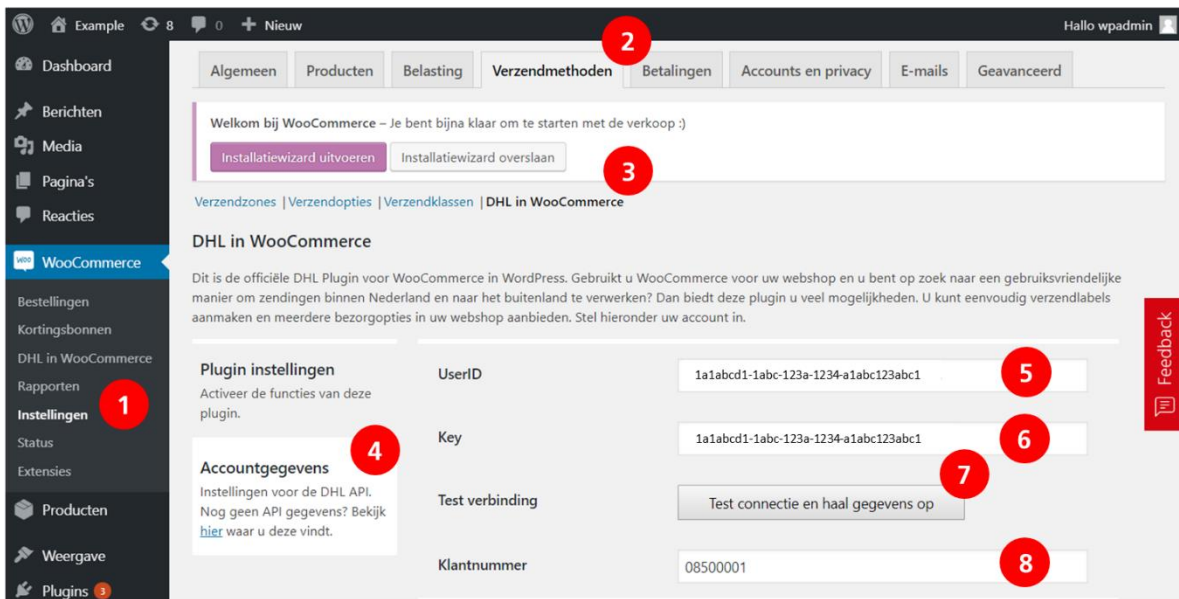 Example 8 0 + Nieuw Hallo wpadmin
Dashboard
Berichten
Media
Pagina's
Reacties
WooCommerce
Bestellingen
Kortingsbonnen
DHL in WooCommerce
Rapporten
Instellingen
1
Status
Extensies
Producten
Weergave
Plugins 3
2
Algemeen Producten Belasting Verzendmethoden Betalingen Accounts en privacy E-mails Geavanceerd
Welkom bij WooCommerce – Je bent bijna klaar om te starten met de verkoop :)
Installatiewizard uitvoeren Installatiewizard overslaan
3
Verzendzones | Verzendopties | Verzendklassen | DHL in WooCommerce
DHL in WooCommerce
Dit is de officiële DHL Plugin voor WooCommerce in WordPress. Gebruikt u WooCommerce voor uw webshop en u bent op zoek naar een gebruiksvriendelijke
manier om zendingen binnen Nederland en naar het buitenland te verwerken? Dan biedt deze plugin u veel mogelijkheden. U kunt eenvoudig verzendlabels
aanmaken en meerdere bezorgopties in uw webshop aanbieden. Stel hieronder uw account in.
Plugin instellingen
Activeer de functies van deze
plugin.
4
Accountgegevens
Instellingen voor de DHL API.
Nog geen API gegevens? Bekijk
hier waar u deze vindt.
UserID 1a1abcd1-1abc-123a-1234-a1abc123abc1 5
Key 1a1abcd1-1abc-123a-1234-a1abc123abc1 6
7
Test verbinding Test connectie en haal gegevens op
Klantnummer 08500001 8
Feedback